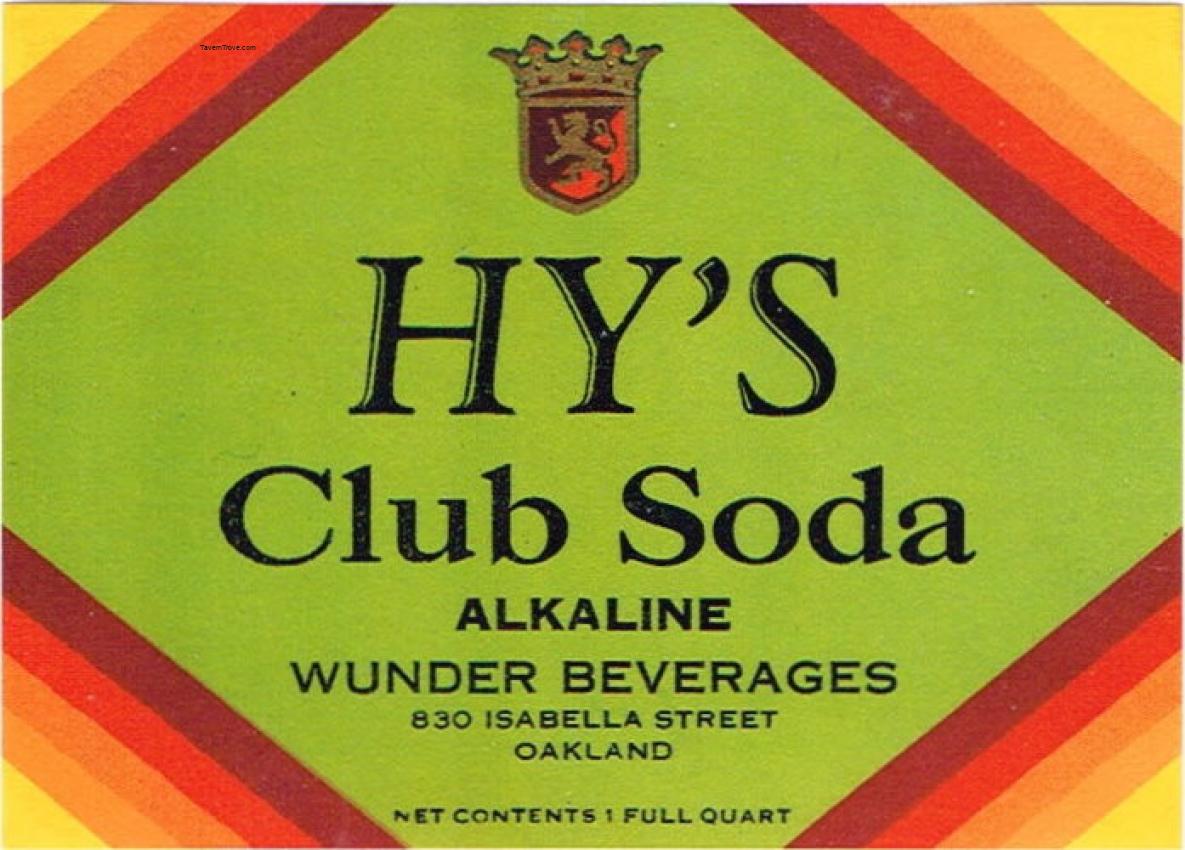 TavernTrove.com
HY'S
Club Soda
ALKALINE
WUNDER BEVERAGES
830 ISABELLA STREET
OAKLAND
NET CONTENTS 1 FULL QUART